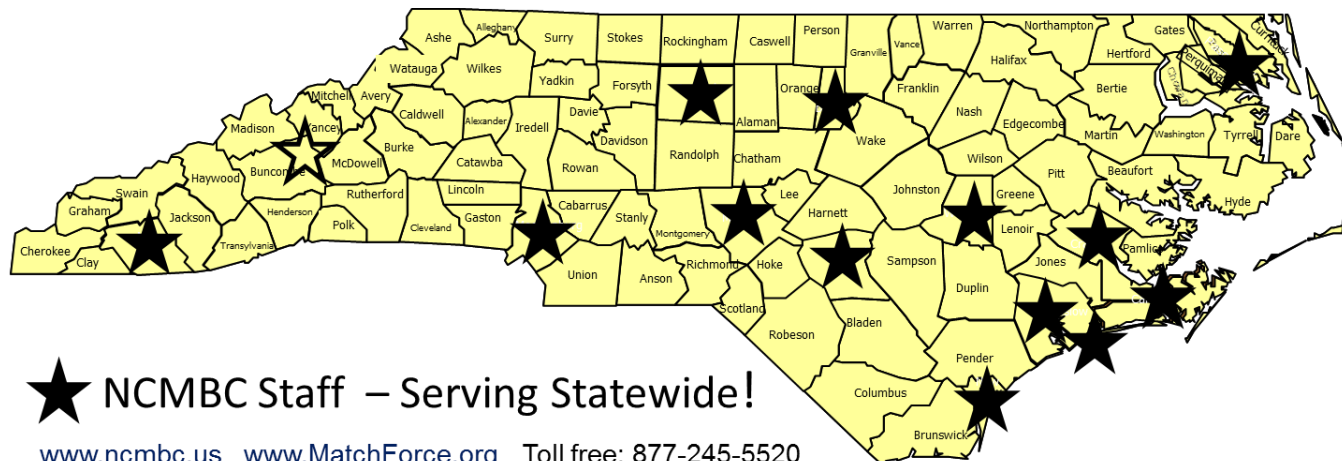 Ashe
Alleghany
Surry
Stokes
Rockingham
Caswell
Person
Granville
Vance
Warren
Northampton
Gates
Currituck
Hertford
Halifax
Watauga
Wilkes
Yadkin
Forsyth
Orange
Franklin
Bertie
Mitchell
Avery
Caldwell
Alexander
Iredell
Davie
Davidson
Alaman
Nash
Edgecombe
Martin
Washington
Tyrrell
Dare
Madison
Yancey
Burke
McDowell
Catawba
Rowan
Randolph
Chatham
Wake
Wilson
Pitt
Beaufort
Hyde
Swain
Haywood
Buncombe
Rutherford
Lincoln
Cabarrus
Stanly
Lee
Harnett
Johnston
Greene
Lenoir
Graham
Jackson
Henderson
Polk
Cleveland
Gaston
Montgomery
Cherokee
Clay
Transylvania
Union
Anson
Richmond
Hoke
Sampson
Duplin
Jones
Pamlic
Scotland
Robeson
Bladen
Pender
Columbus
Brunswick
NCMBC Staff – Serving Statewide!
www.ncmbc.us www.MatchForce.org Toll free: 877-245-5520